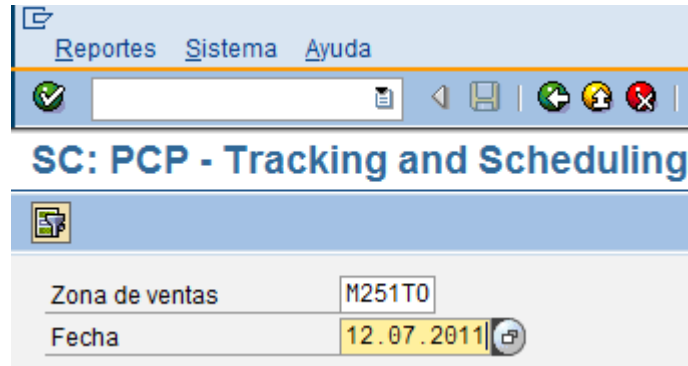 Reportes Sistema Ayuda
SC: PCP - Tracking and Scheduling
Zona de ventas M251TO
Fecha 12.07.2011